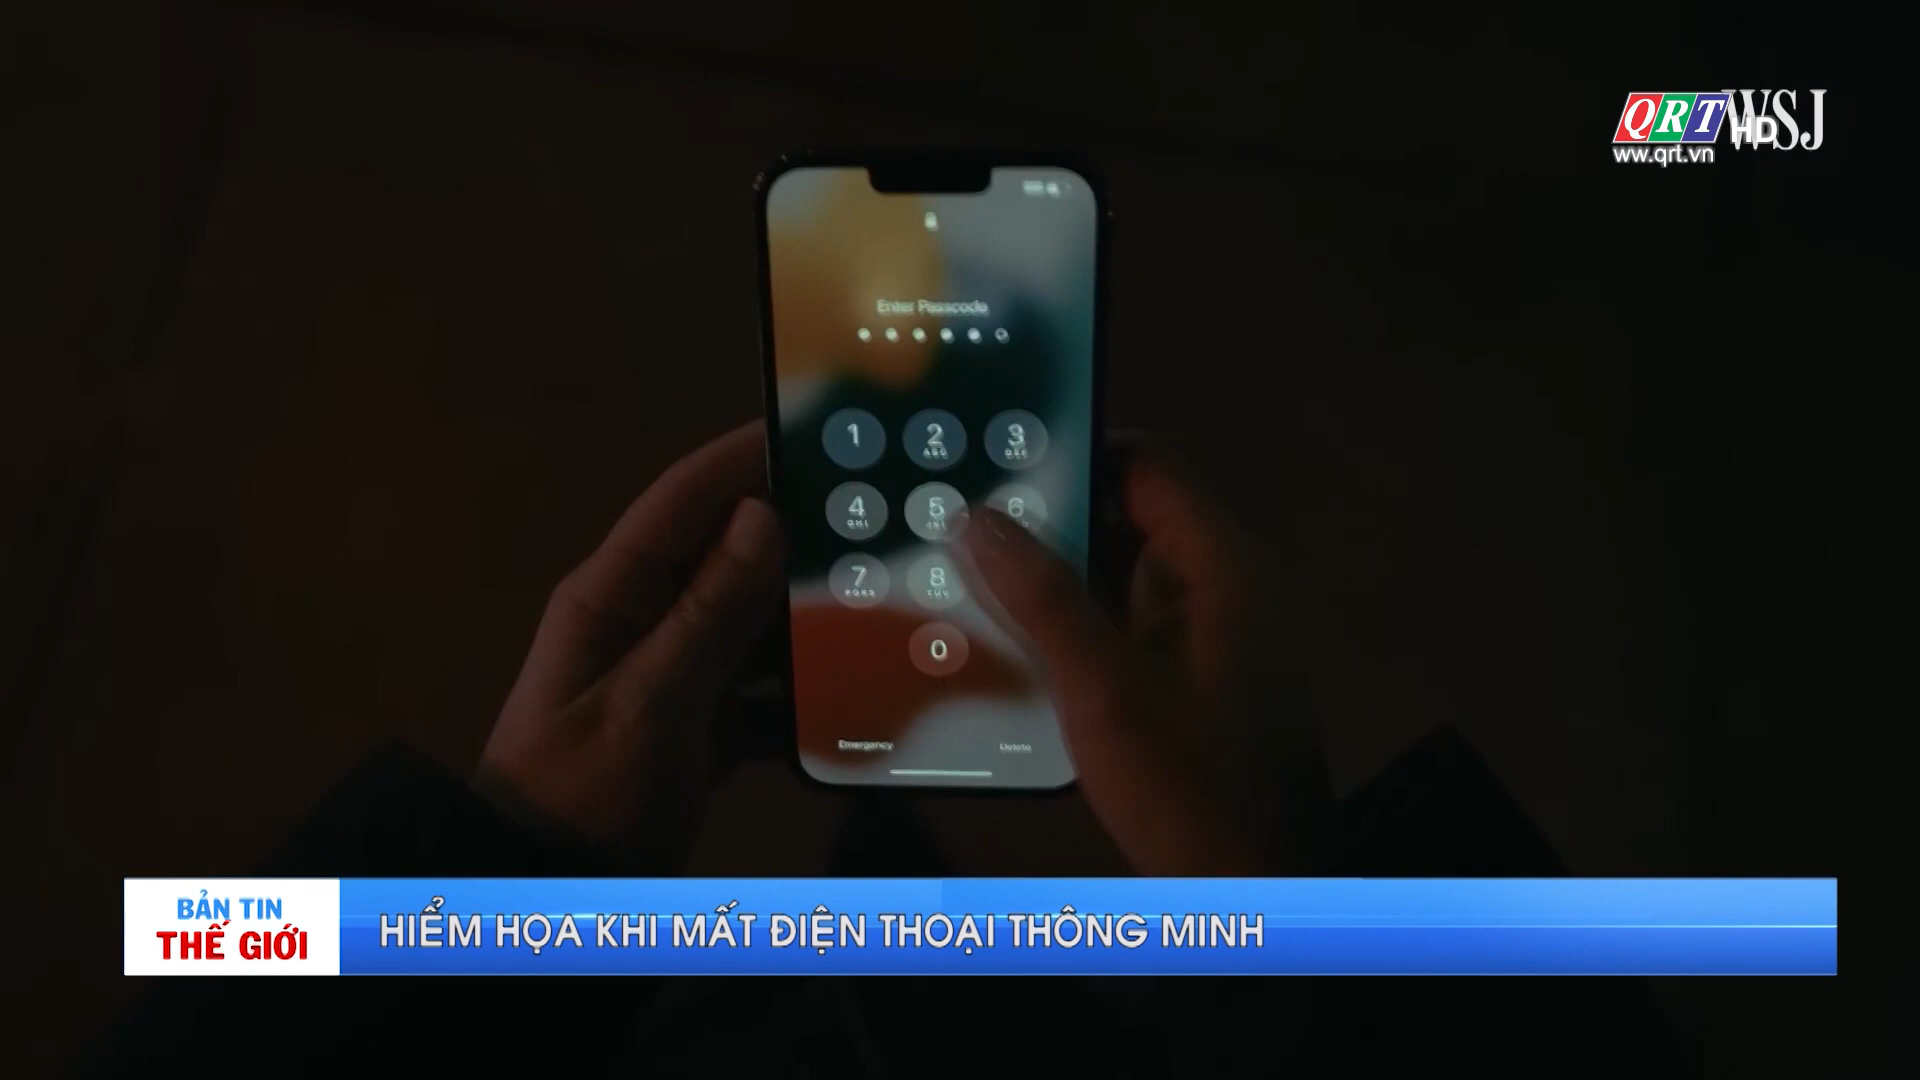 QRT HD WSJ
ww.qrt.vn
Enter Passcode
1 2 3
ABC DEF
4 5 6
GHI JKL
7 8
PQRS TUV
0
Emergency Delete
BẢN TIN
THẾ GIỚI
HIỂM HỌA KHI MẤT ĐIỆN THOẠI THÔNG MINH